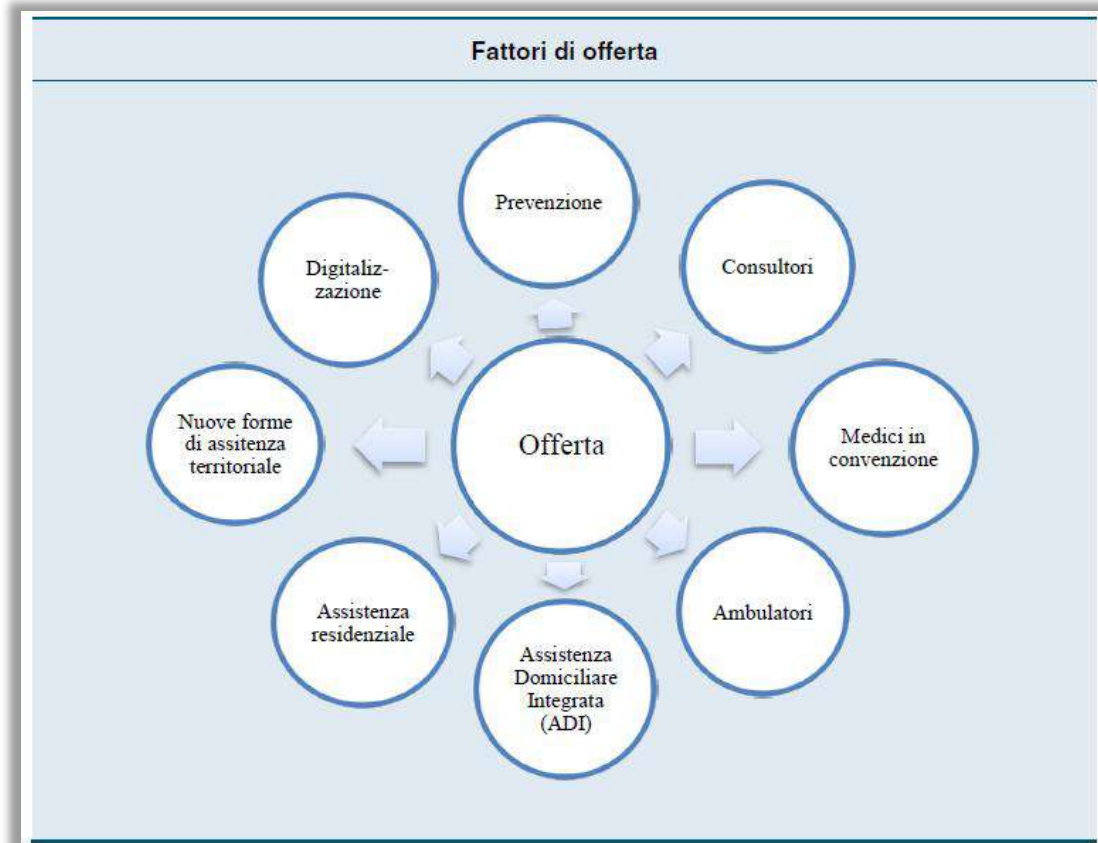 Fattori di offerta
Prevenzione
Consultori
Digitaliz-
zazione
Nuove forme
di assitenza
territoriale
Offerta
Medici in
convenzione
Assistenza
residenziale
Ambulatori
Assistenza
Domiciliare
Integrata
(ADI)